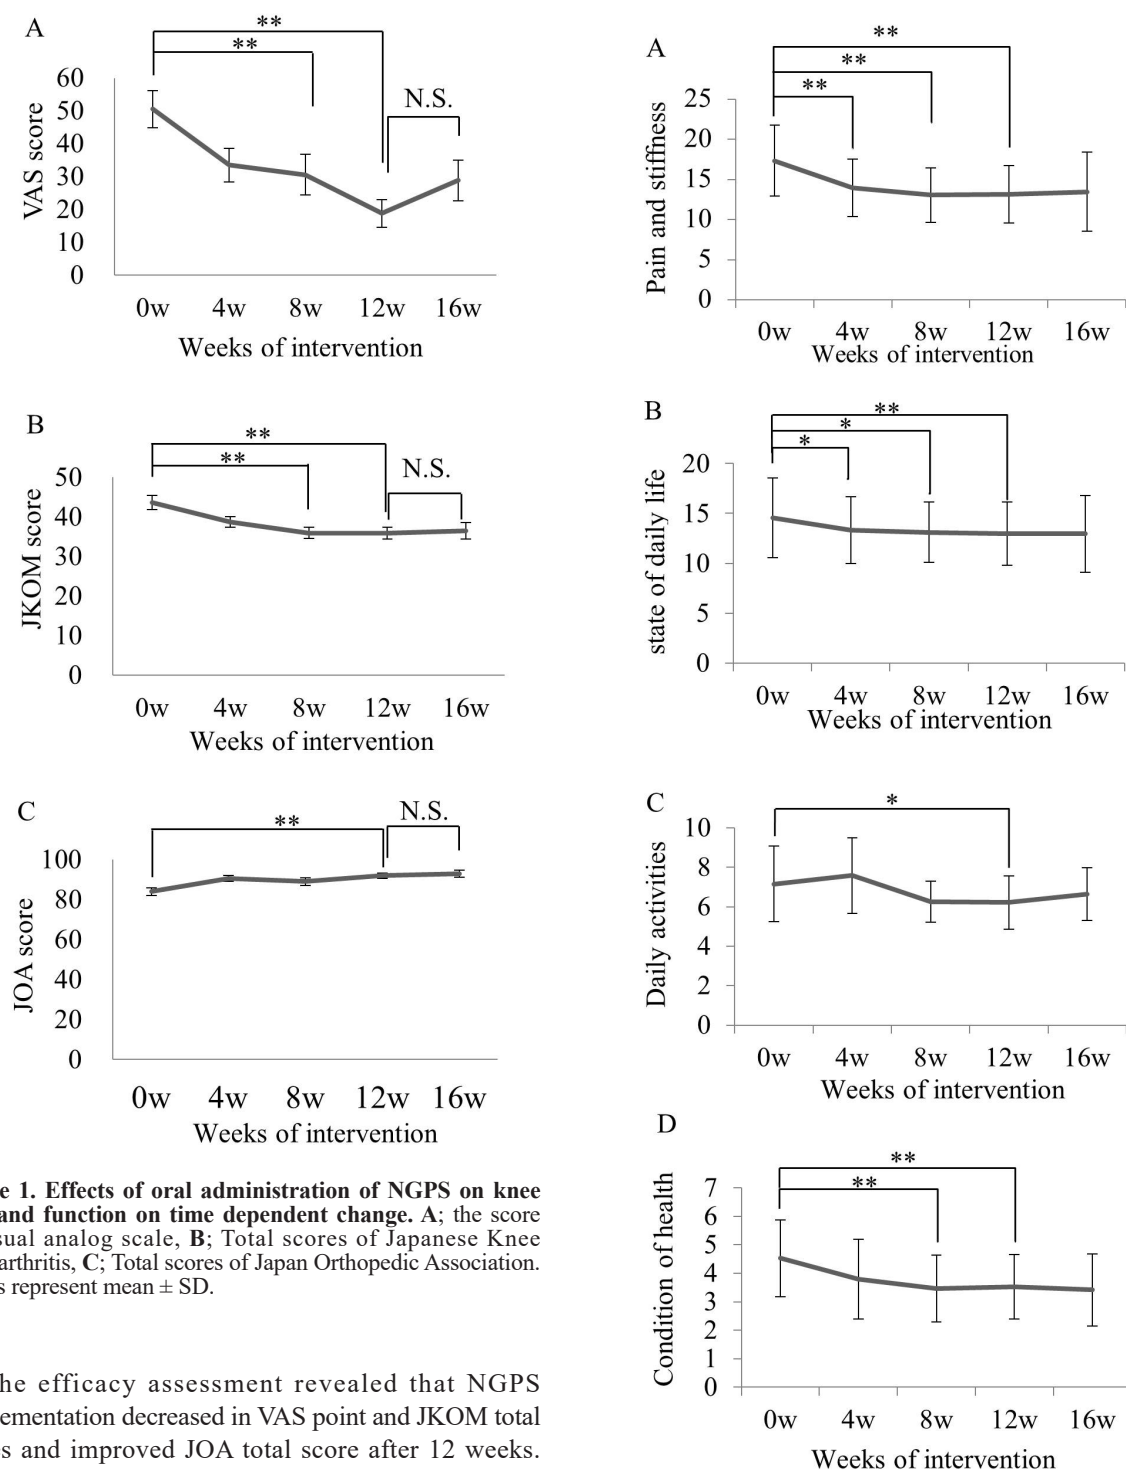 A
**
**
N.S.
60
50
40
30
20
10
0
VAS score
0w 4w 8w 12w 16w
Weeks of intervention
B
**
**
N.S.
50
40
30
20
10
0
JKOM score
0w 4w 8w 12w 16w
Weeks of intervention
C
**
N.S.
100
80
60
40
20
0
JOA score
0w 4w 8w 12w 16w
Weeks of intervention
e 1. Effects of oral administration of NGPS on knee
and function on time dependent change. A; the score
sual analog scale, B; Total scores of Japanese Knee
arthritis, C; Total scores of Japan Orthopedic Association.
s represent mean ± SD.
he efficacy assessment revealed that NGPS
ementation decreased in VAS point and JKOM total
s and improved JOA total score after 12 weeks.
A
**
**
**
25
20
15
10
5
0
Pain and stiffness
0w 4w 8w 12w 16w
Weeks of intervention
B
**
*
*
20
15
10
5
0
state of daily life
0w 4w 8w 12w 16w
Weeks of intervention
C
*
10
8
6
4
2
0
Daily activities
0w 4w 8w 12w 16w
Weeks of intervention
D
**
**
7
6
5
4
3
2
1
0
Condition of health
0w 4w 8w 12w 16w
Weeks of intervention